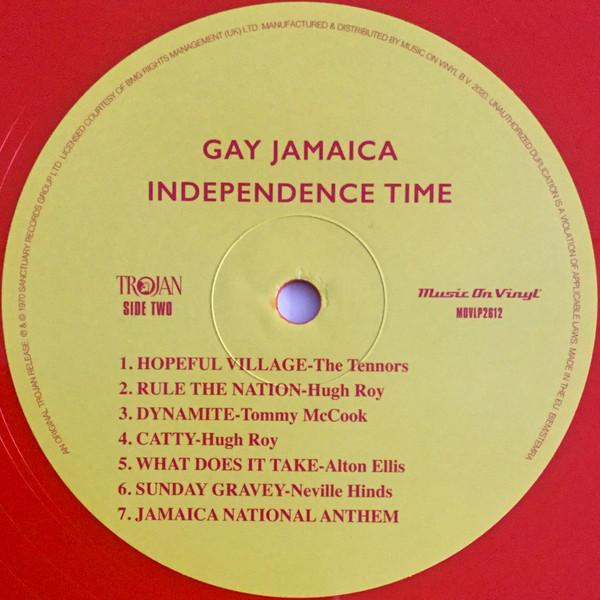 AN ORIGINAL TROJAN RELEASE. ℗ & © 1970 SANCTUARY RECORDS GROUP LTD. LICENSED COURTESY OF BMG RIGHTS MANAGEMENT (UK) LTD. MANUFACTURED & DISTRIBUTED BY MUSIC ON VINYL B.V. 2020. UNAUTHORIZED DUPLICATION IS A VIOLATION OF APPLICABLE LAWS. MADE IN THE EU. BIEM/STEMRA
GAY JAMAICA
INDEPENDENCE TIME
TROJAN
SIDE TWO
Music On Vinyl
MOVLP2612
1. HOPEFUL VILLAGE-The Tennors
2. RULE THE NATION-Hugh Roy
3. DYNAMITE-Tommy McCook
4. CATTY-Hugh Roy
5. WHAT DOES IT TAKE-Alton Ellis
6. SUNDAY GRAVEY-Neville Hinds
7. JAMAICA NATIONAL ANTHEM